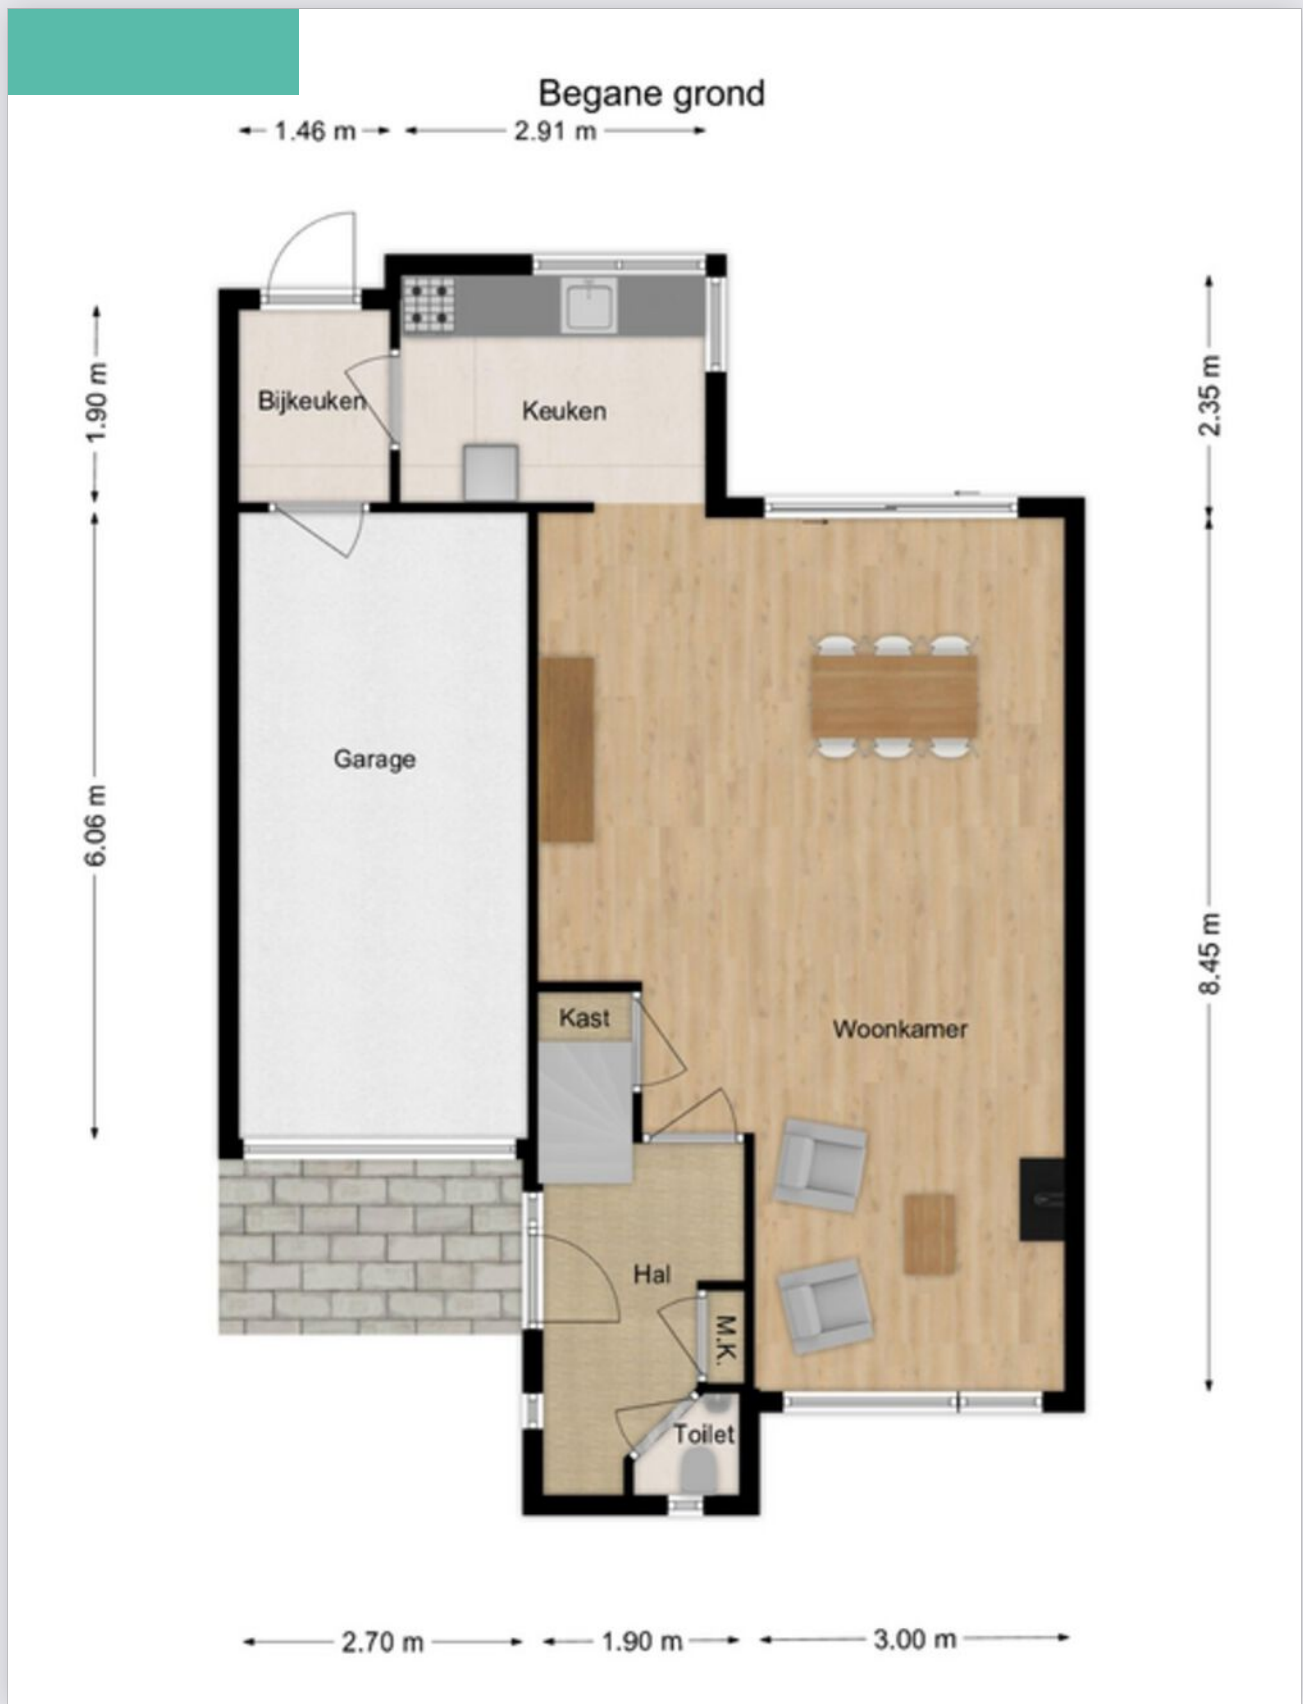 Begane grond
1.46 m
2.91 m
1.90 m
2.35 m
Bijkeuken
Keuken
Garage
6.06 m
8.45 m
Kast
Woonkamer
Hal
M.K.
Toilet
2.70 m
1.90 m
3.00 m